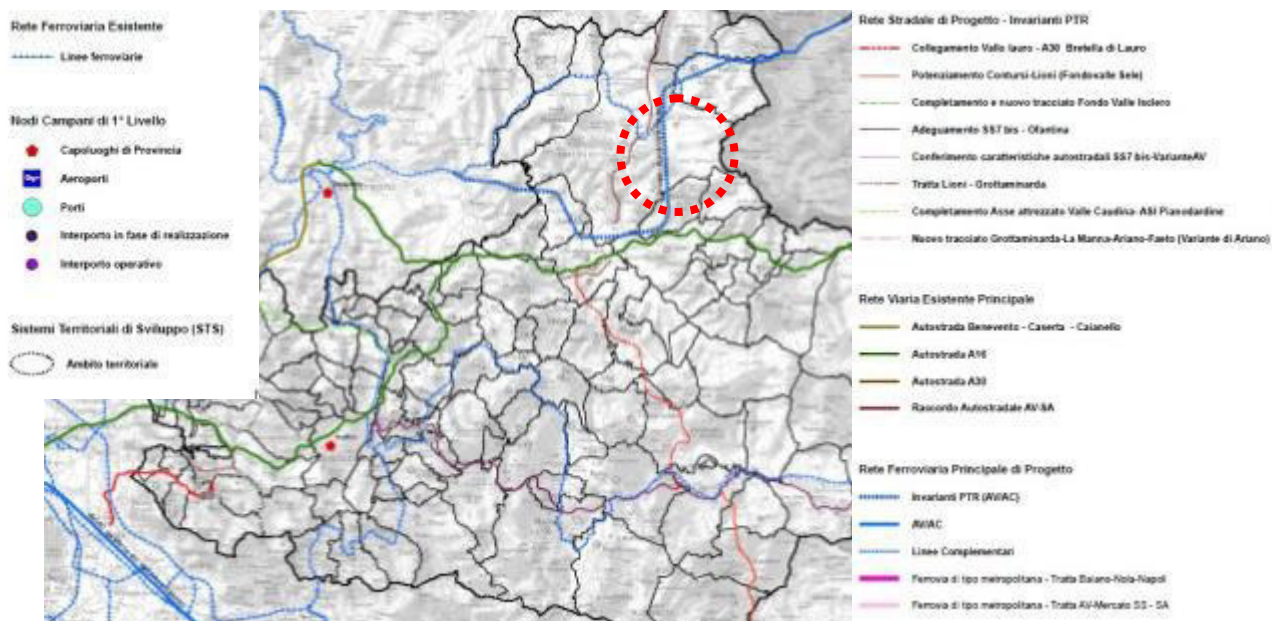 Rete Ferroviaria Esistente
Linee ferroviarie
Nodi Campani di 1° Livello
Capoluoghi di Provincia
Aeroporti
Porti
Interporto in fase di realizzazione
Interporto operativo
Sistemi Territoriali di Sviluppo (STS)
Ambito territoriale
Rete Stradale di Progetto - Invarianti PTR
Collegamento Vallo lauro - A30 Bretella di Lauro
Potenziamento Contursi-Lioni (Fondovalle Sele)
Completamento e nuovo tracciato Fondo Valle Isclero
Adeguamento SS7 bis - Ofantina
Conferimento caratteristiche autostradali SS7 bis-VarianteAV
Tratta Lioni - Grottaminarda
Completamento Asse attrezzato Valle Caudina- ASI Pianodardine
Nuovo tracciato Grottaminarda-La Manna-Ariano-Faeto (Variante di Ariano)
Rete Viaria Esistente Principale
Autostrada Benevento - Caserta - Caianello
Autostrada A16
Autostrada A30
Raccordo Autostradale AV-SA
Rete Ferroviaria Principale di Progetto
Invarianti PTR (AV/AC)
AV/AC
Linee Complementari
Ferrovia di tipo metropolitana - Tratta Baiano-Nola-Napoli
Ferrovia di tipo metropolitana - Tratta AV-Mercato SS - SA